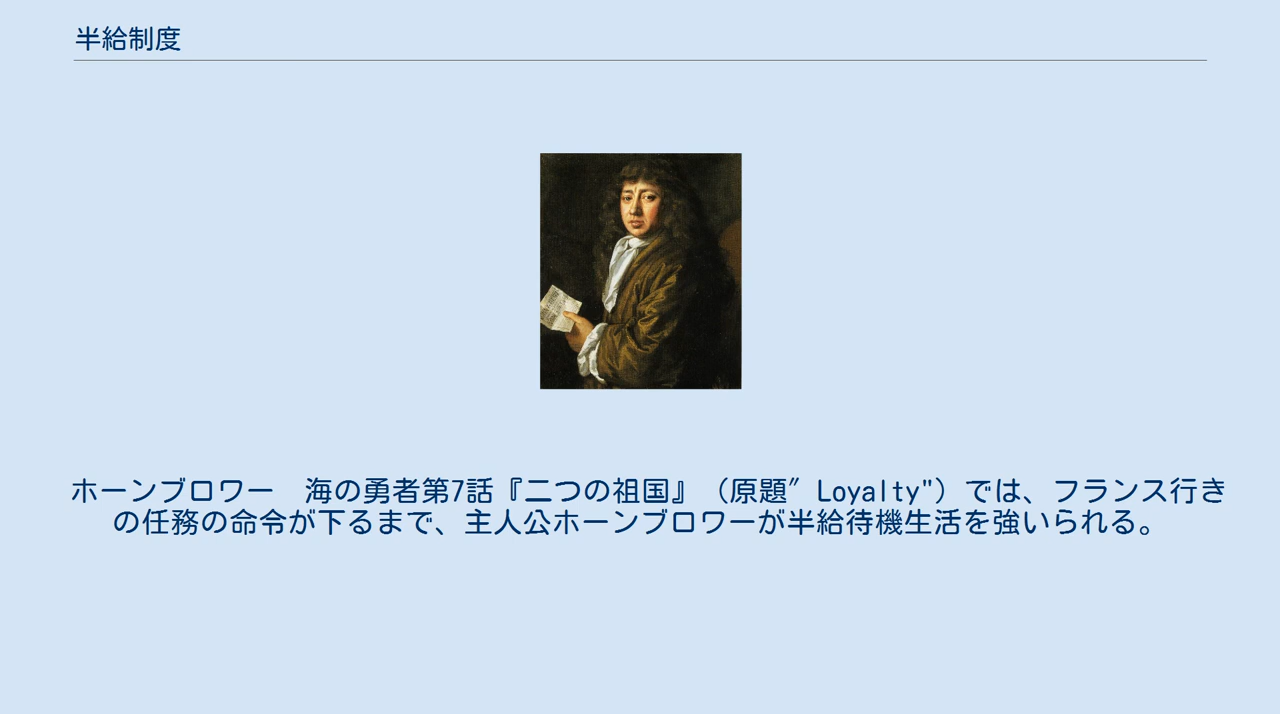 半給制度
ホーンブロワー　海の勇者第7話『二つの祖国』（原題〞Loyalty"）では、フランス行き
の任務の命令が下るまで、主人公ホーンブロワーが半給待機生活を強いられる。